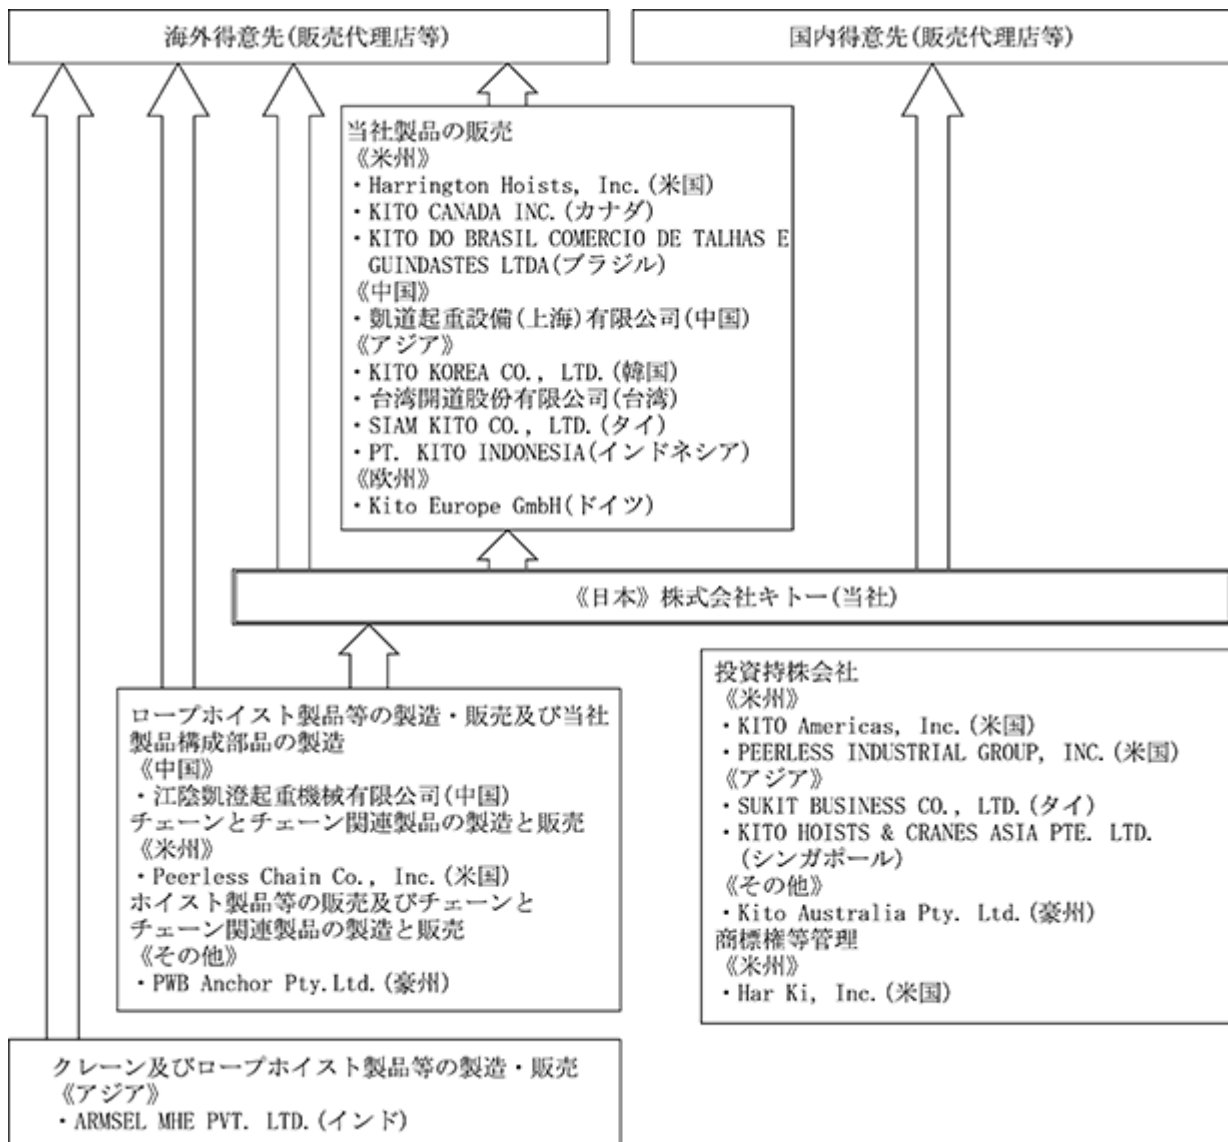 海外得意先(販売代理店等)
国内得意先(販売代理店等)
当社製品の販売
《米州》
・Harrington Hoists, Inc.(米国)
・KITO CANADA INC.(カナダ)
・KITO DO BRASIL COMERCIO DE TALHAS E
GUINDASTES LTDA(ブラジル)
《中国》
・凱道起重設備(上海)有限公司(中国)
《アジア》
・KITO KOREA CO., LTD.(韓国)
・台湾開道股份有限公司(台湾)
・SIAM KITO CO., LTD.(タイ)
・PT. KITO INDONESIA(インドネシア)
《欧州》
・Kito Europe GmbH(ドイツ)
《日本》株式会社キトー(当社)
ロープホイスト製品等の製造・販売及び当社
製品構成部品の製造
《中国》
・江陰凱澄起重機械有限公司(中国)
チェーンとチェーン関連製品の製造と販売
《米州》
・Peerless Chain Co., Inc.(米国)
ホイスト製品等の販売及びチェーンと
チェーン関連製品の製造と販売
《その他》
・PWB Anchor Pty.Ltd.(豪州)
投資持株会社
《米州》
・KITO Americas, Inc.(米国)
・PEERLESS INDUSTRIAL GROUP, INC.(米国)
《アジア》
・SUKIT BUSINESS CO., LTD.(タイ)
・KITO HOISTS & CRANES ASIA PTE. LTD.
(シンガポール)
《その他》
・Kito Australia Pty. Ltd.(豪州)
商標権等管理
《米州》
・Har Ki, Inc.(米国)
クレーン及びロープホイスト製品等の製造・販売
《アジア》
・ARMSEL MHE PVT. LTD.(インド)